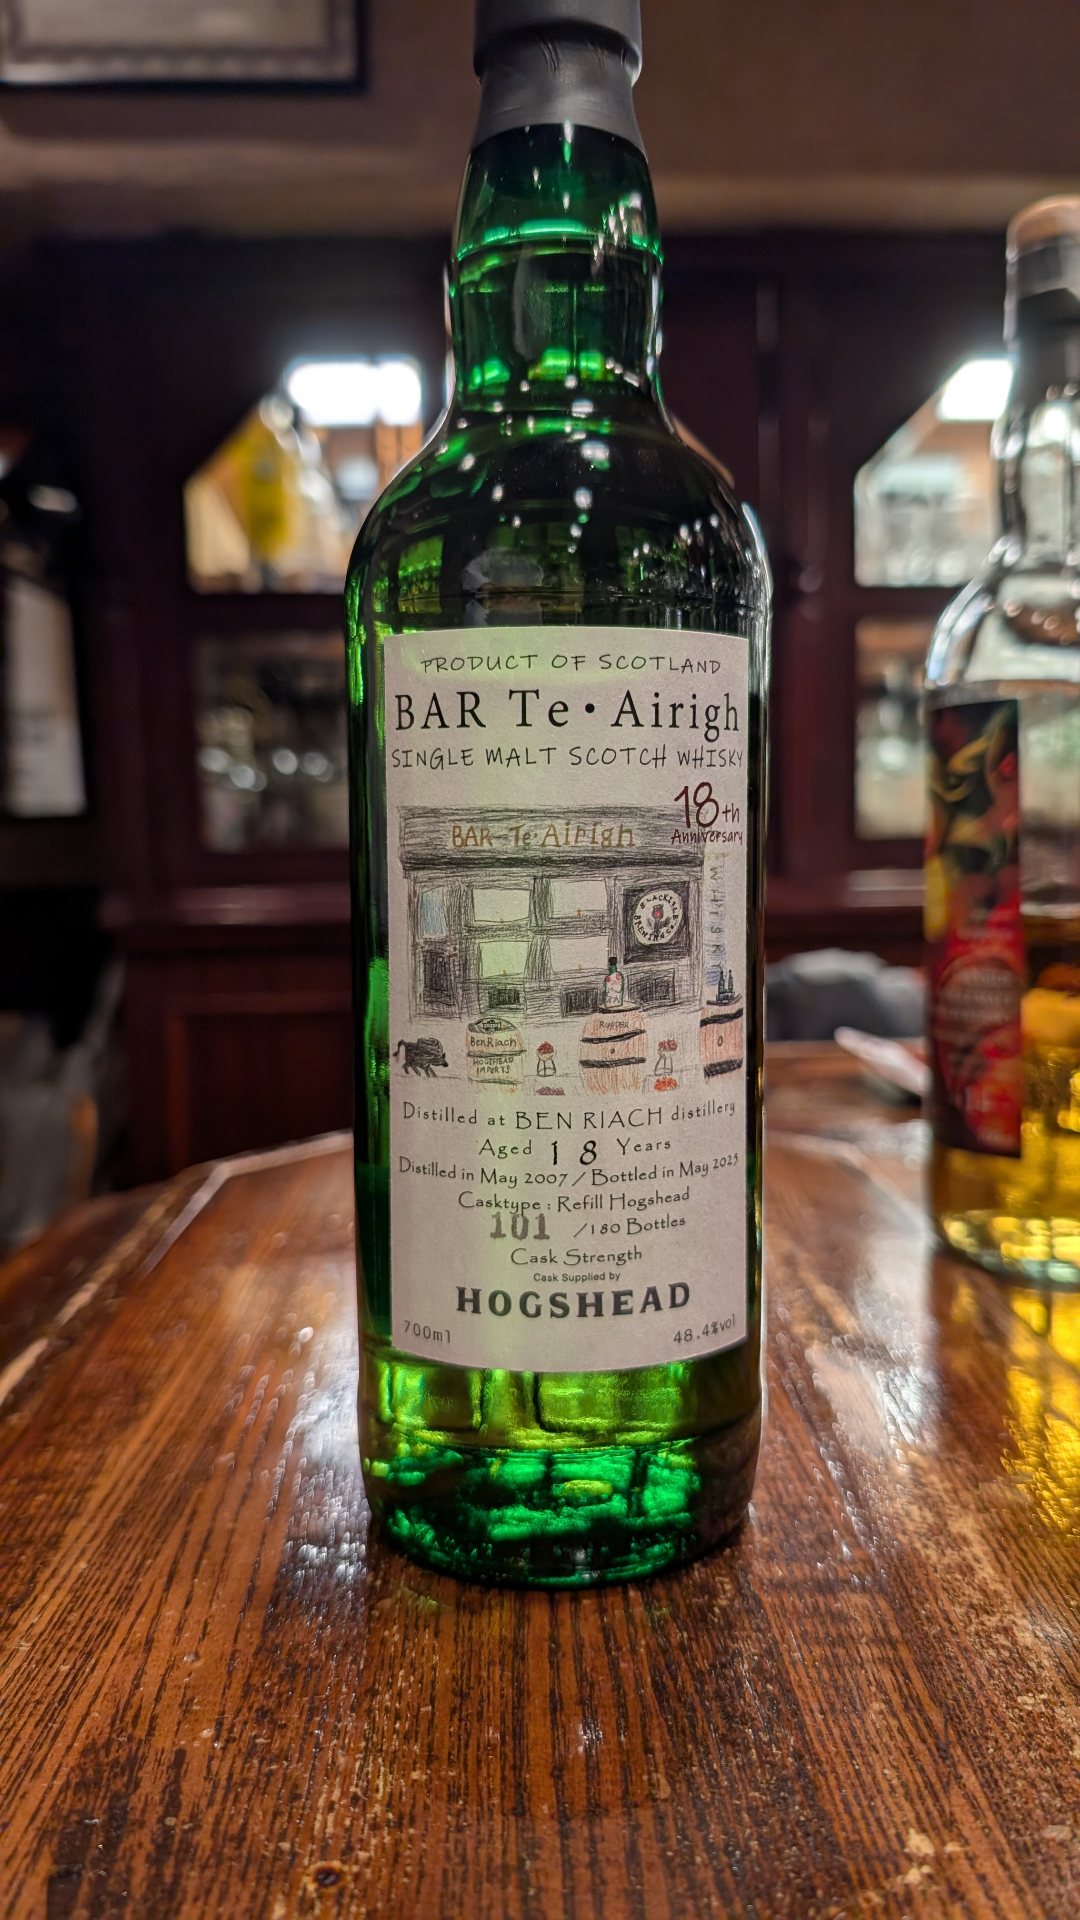 PRODUCT OF SCOTLAND
BAR Te・Airigh
SINGLE MALT SCOTCH WHISKY
18th
Anniversary
BAR Te・Airigh
WHISKY
BenRiach
HOGSHEAD
IMPORTS
Distilled at BEN RIACH distillery
Aged 18 Years
Distilled in May 2007 / Bottled in May 2025
Casktype : Refill Hogshead
101 /180 Bottles
Cask Strength
Cask Supplied by
HOGSHEAD
700ml
48.4%vol